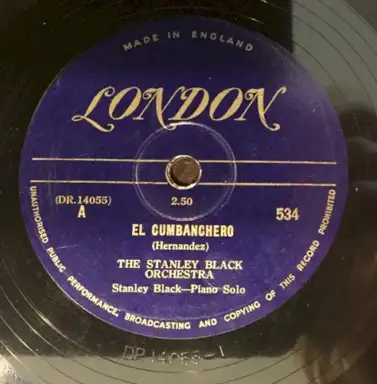 MADE IN ENGLAND
LONDON
(DR.14055)
A
2.50
534
EL CUMBANCHERO
(Hernandez)
THE STANLEY BLACK
ORCHESTRA
Stanley Black—Piano Solo
UNAUTHORISED PUBLIC PERFORMANCE, BROADCASTING AND COPYING OF THIS RECORD PROHIBITED
DR 14055-1